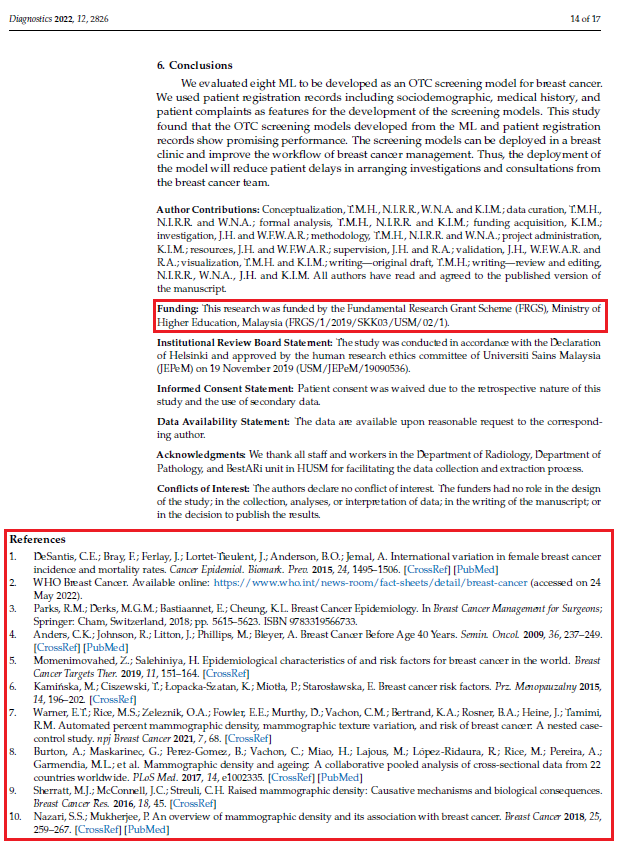 Diagnostics 2022, 12, 2826
14 of 17
6. Conclusions
We evaluated eight ML to be developed as an OTC screening model for breast cancer.
We used patient registration records including sociodemographic, medical history, and
patient complaints as features for the development of the screening models. This study
found that the OTC screening models developed from the ML and patient registration
records show promising performance. The screening models can be deployed in a breast
clinic and improve the workflow of breast cancer management. Thus, the deployment of
the model will reduce patient delays in arranging investigations and consultations from
the breast cancer team.
Author Contributions: Conceptualization, T.M.H., N.I.R.R., W.N.A. and K.I.M.; data curation, T.M.H.,
N.I.R.R. and W.N.A.; formal analysis, T.M.H., N.I.R.R. and K.I.M.; funding acquisition, K.I.M.;
investigation, J.H. and W.F.W.A.R.; methodology, T.M.H., N.I.R.R. and W.N.A.; project administration,
K.I.M.; resources, J.H. and W.F.W.A.R.; supervision, J.H. and R.A.; validation, J.H., W.F.W.A.R. and
R.A.; visualization, T.M.H. and K.I.M.; writing—original draft, T.M.H.; writing—review and editing,
N.I.R.R., W.N.A., J.H. and K.I.M. All authors have read and agreed to the published version of
the manuscript.
Funding: This research was funded by the Fundamental Research Grant Scheme (FRGS), Ministry of
Higher Education, Malaysia (FRGS/1/2019/SKK03/USM/02/1).
Institutional Review Board Statement: The study was conducted in accordance with the Declaration
of Helsinki and approved by the human research ethics committee of Universiti Sains Malaysia
(JEPeM) on 19 November 2019 (USM/JEPeM/19090536).
Informed Consent Statement: Patient consent was waived due to the retrospective nature of this
study and the use of secondary data.
Data Availability Statement: The data are available upon reasonable request to the correspond-
ing author.
Acknowledgments: We thank all staff and workers in the Department of Radiology, Department of
Pathology, and BestARi unit in HUSM for facilitating the data collection and extraction process.
Conflicts of Interest: The authors declare no conflict of interest. The funders had no role in the design
of the study; in the collection, analyses, or interpretation of data; in the writing of the manuscript; or
in the decision to publish the results.
References
1. DeSantis, C.E.; Bray, F.; Ferlay, J.; Lortet-Tieulent, J.; Anderson, B.O.; Jemal, A. International variation in female breast cancer
incidence and mortality rates. Cancer Epidemiol. Biomark. Prev. 2015, 24, 1495–1506. [CrossRef] [PubMed]
2. WHO Breast Cancer. Available online: https://www.who.int/news-room/fact-sheets/detail/breast-cancer (accessed on 24
May 2022).
3. Parks, R.M.; Derks, M.G.M.; Bastiaannet, E.; Cheung, K.L. Breast Cancer Epidemiology. In Breast Cancer Management for Surgeons;
Springer: Cham, Switzerland, 2018; pp. 5615–5623. ISBN 9783319566733.
4. Anders, C.K.; Johnson, R.; Litton, J.; Phillips, M.; Bleyer, A. Breast Cancer Before Age 40 Years. Semin. Oncol. 2009, 36, 237–249.
[CrossRef] [PubMed]
5. Momenimovahed, Z.; Salehiniya, H. Epidemiological characteristics of and risk factors for breast cancer in the world. Breast
Cancer Targets Ther. 2019, 11, 151–164. [CrossRef]
6. Kamińska, M.; Ciszewski, T.; Łopacka-Szatan, K.; Miotła, P.; Starosławska, E. Breast cancer risk factors. Prz. Menopauzalny 2015,
14, 196–202. [CrossRef]
7. Warner, E.T.; Rice, M.S.; Zeleznik, O.A.; Fowler, E.E.; Murthy, D.; Vachon, C.M.; Bertrand, K.A.; Rosner, B.A.; Heine, J.; Tamimi,
R.M. Automated percent mammographic density, mammographic texture variation, and risk of breast cancer: A nested case-
control study. npj Breast Cancer 2021, 7, 68. [CrossRef]
8. Burton, A.; Maskarinec, G.; Perez-Gomez, B.; Vachon, C.; Miao, H.; Lajous, M.; López-Ridaura, R.; Rice, M.; Pereira, A.;
Garmendia, M.L.; et al. Mammographic density and ageing: A collaborative pooled analysis of cross-sectional data from 22
countries worldwide. PLoS Med. 2017, 14, e1002335. [CrossRef] [PubMed]
9. Sherratt, M.J.; McConnell, J.C.; Streuli, C.H. Raised mammographic density: Causative mechanisms and biological consequences.
Breast Cancer Res. 2016, 18, 45. [CrossRef]
10. Nazari, S.S.; Mukherjee, P. An overview of mammographic density and its association with breast cancer. Breast Cancer 2018, 25,
259–267. [CrossRef] [PubMed]